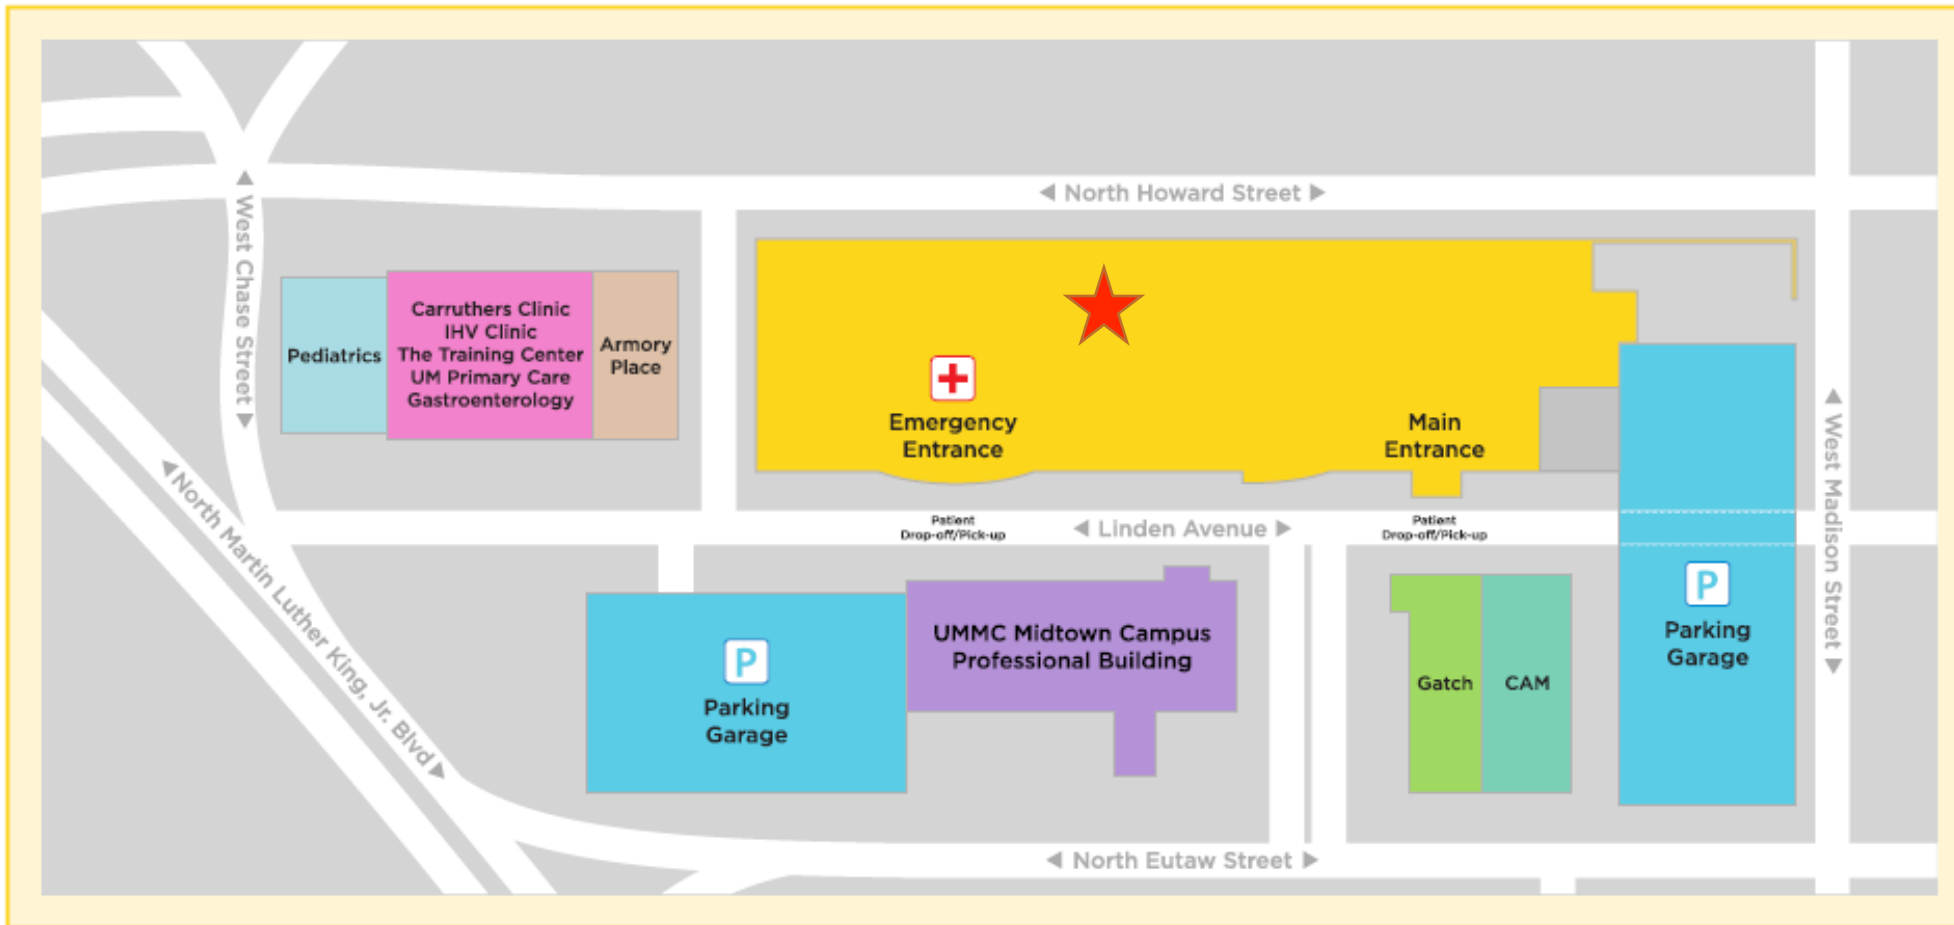 North Howard Street
West Chase Street
Pediatrics
Carruthers Clinic
IHV Clinic
The Training Center
UM Primary Care
Gastroenterology
Armory
Place
Emergency
Entrance
Main
Entrance
West Madison Street
North Martin Luther King, Jr. Blvd
Patient
Drop-off/Pick-up
Linden Avenue
Patient
Drop-off/Pick-up
P
Parking
Garage
UMMC Midtown Campus
Professional Building
Gatch
CAM
P
Parking
Garage
North Eutaw Street